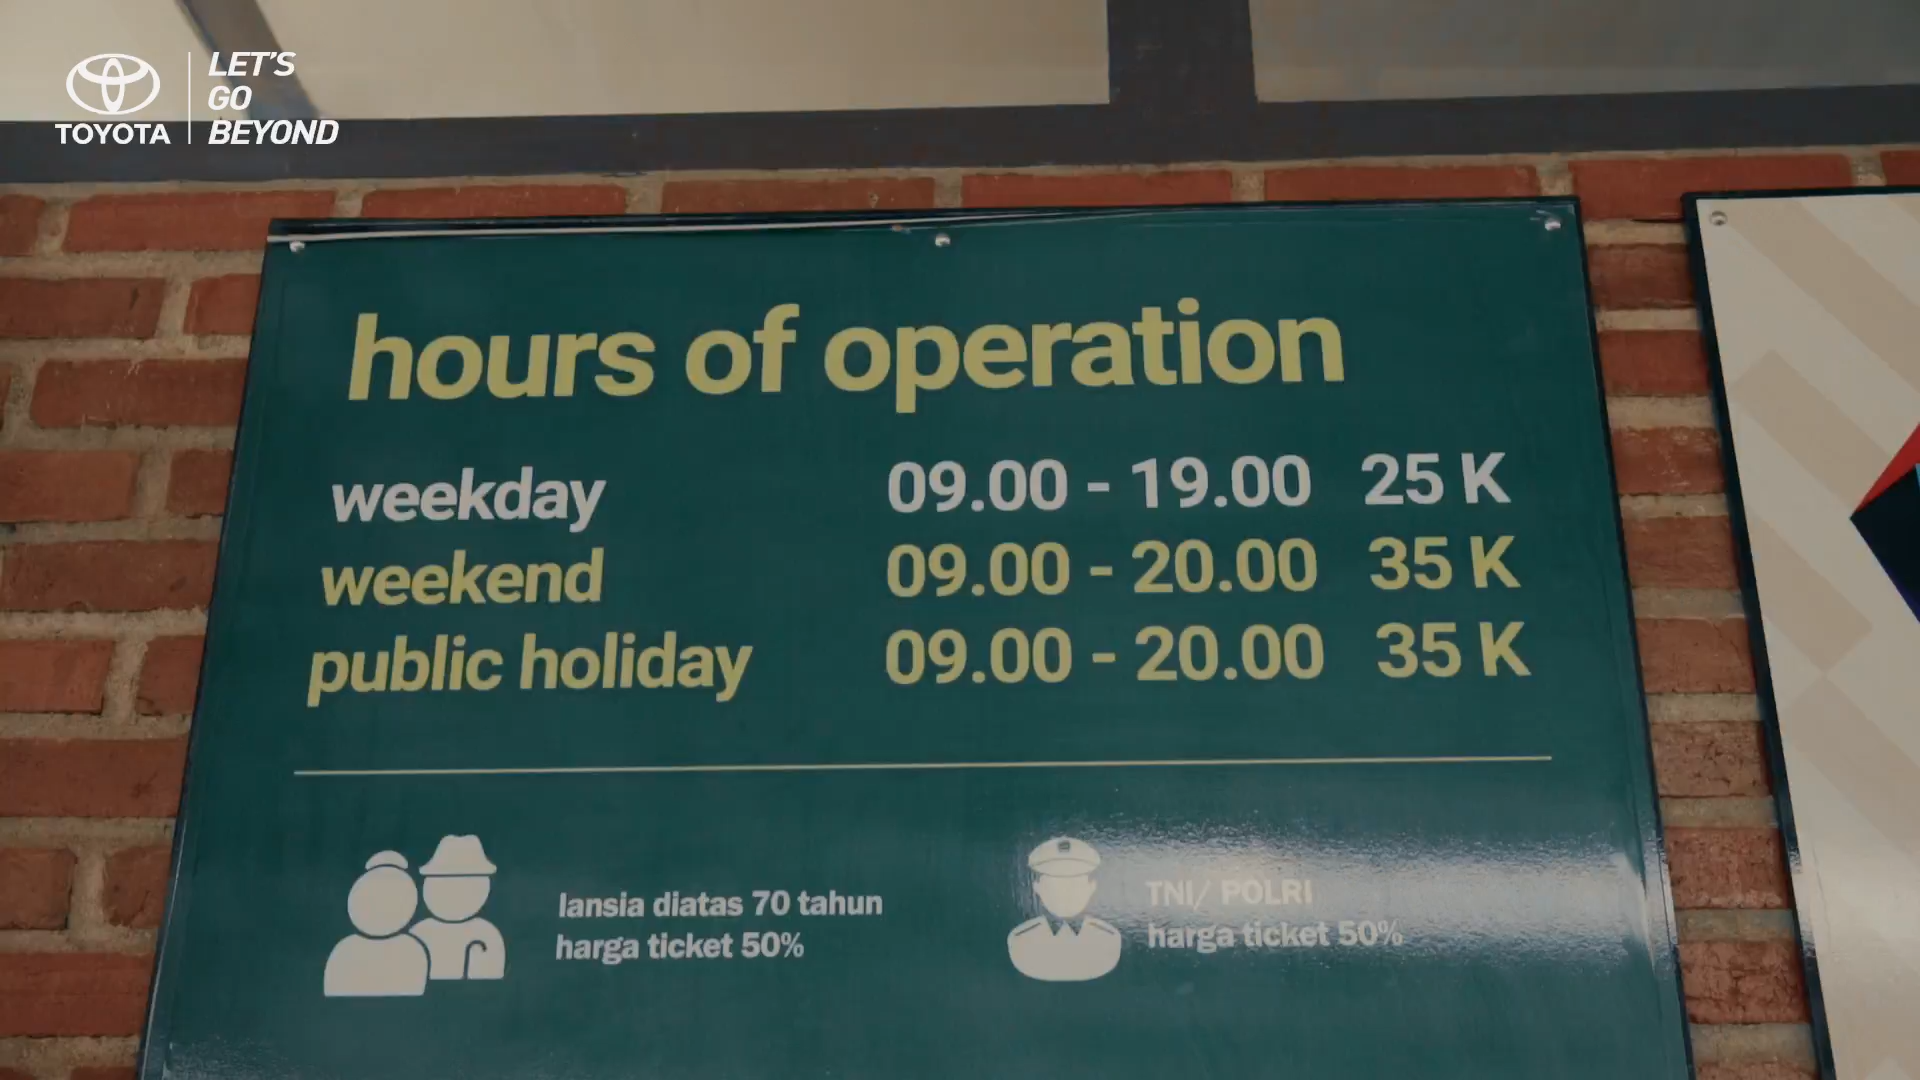 TOYOTA
LET'S
GO
BEYOND
hours of operation
weekday 09.00 - 19.00 25 K
weekend 09.00 - 20.00 35 K
public holiday 09.00 - 20.00 35 K
lansia diatas 70 tahun
harga ticket 50%
TNI/ POLRI
harga ticket 50%